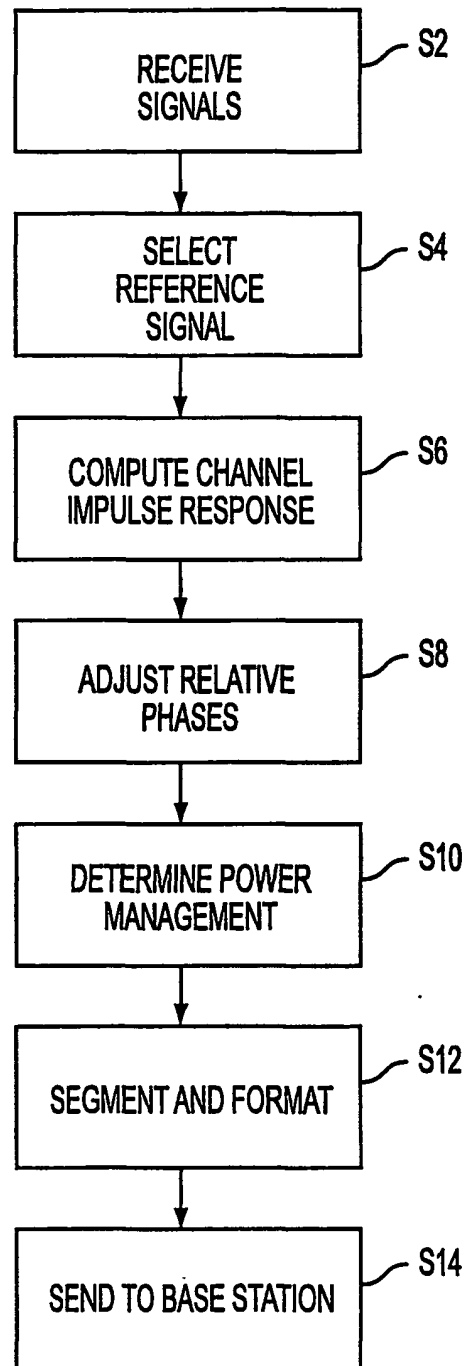 RECEIVE
SIGNALS
S2
SELECT
REFERENCE
SIGNAL
S4
COMPUTE CHANNEL
IMPULSE RESPONSE
S6
ADJUST RELATIVE
PHASES
S8
DETERMINE POWER
MANAGEMENT
S10
SEGMENT AND FORMAT
S12
SEND TO BASE STATION
S14